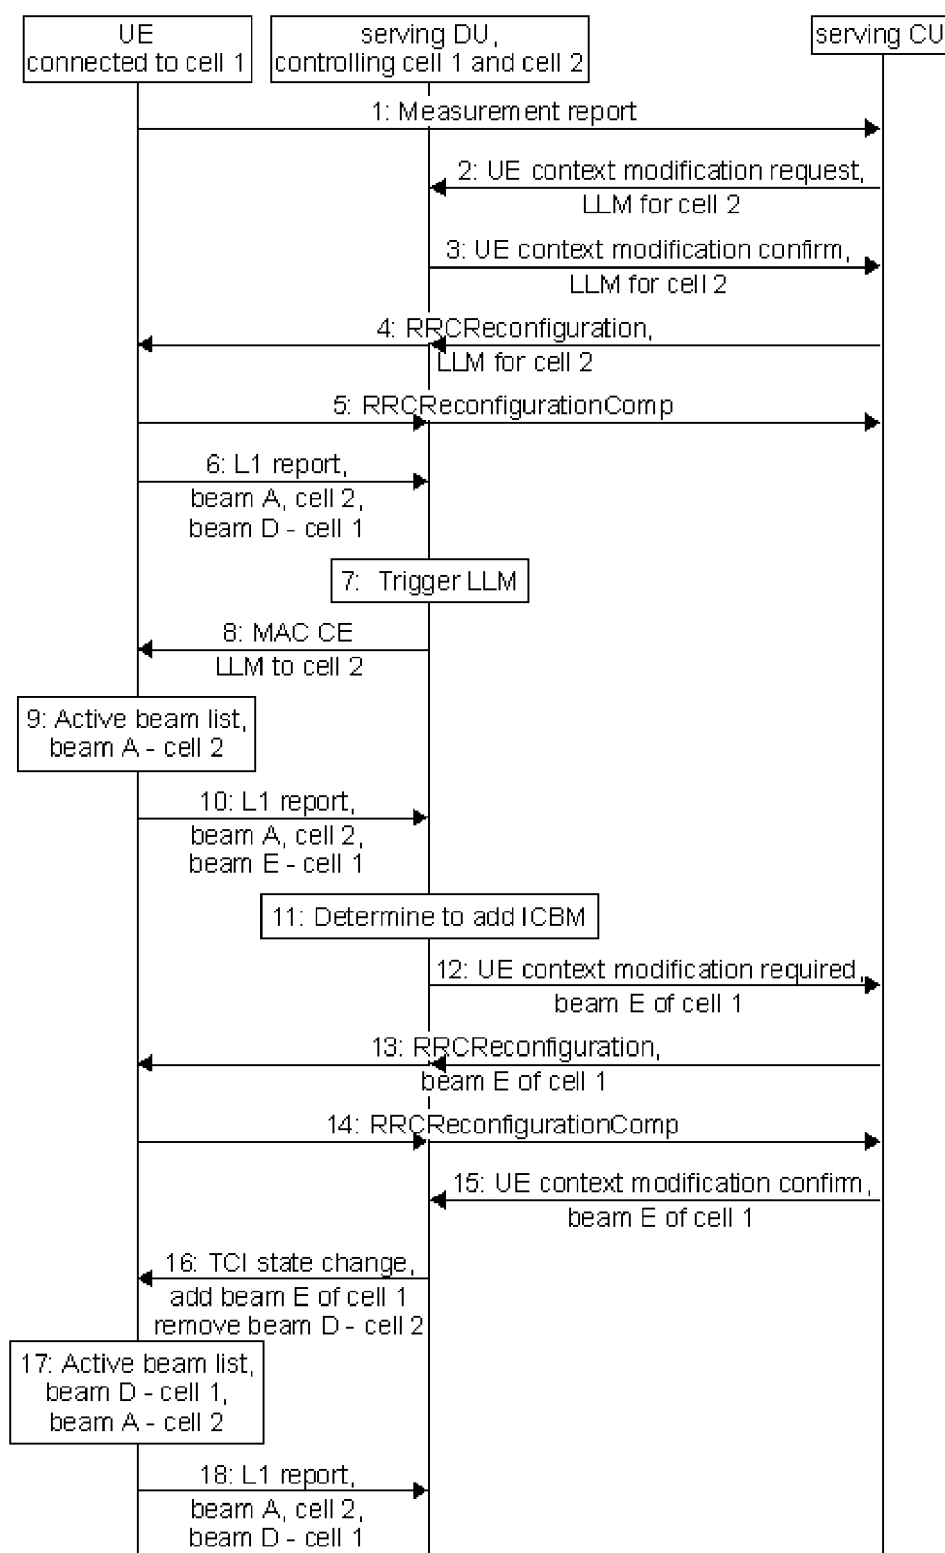 UE
connected to cell 1
serving DU,
controlling cell 1 and cell 2
serving CU
1: Measurement report
2: UE context modification request,
LLM for cell 2
3: UE context modification confirm,
LLM for cell 2
4: RRCReconfiguration,
LLM for cell 2
5: RRCReconfigurationComp
6: L1 report,
beam A, cell 2,
beam D - cell 1
7: Trigger LLM
8: MAC CE
LLM to cell 2
9: Active beam list,
beam A - cell 2
10: L1 report,
beam A, cell 2,
beam E - cell 1
11: Determine to add ICBM
12: UE context modification required,
beam E of cell 1
13: RRCReconfiguration,
beam E of cell 1
14: RRCReconfigurationComp
15: UE context modification confirm,
beam E of cell 1
16: TCI state change,
add beam E of cell 1
remove beam D - cell 2
17: Active beam list,
beam D - cell 1,
beam A - cell 2
18: L1 report,
beam A, cell 2,
beam D - cell 1